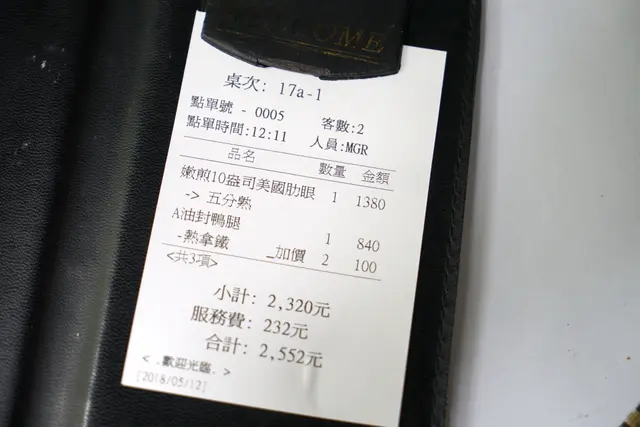 WELCOME
桌次: 17a-1
點單號 - 0005 客數:2
點單時間:12:11 人員:MGR
品名 數量 金額
嫩煎10盎司美國肋眼 1 1380
-> 五分熟
A油封鴨腿 1 840
-熱拿鐵 _加價 2 100
<共3項>
小計: 2,320元
服務費: 232元
合計: 2,552元
< .歡迎光臨. >
[2018/05/12]